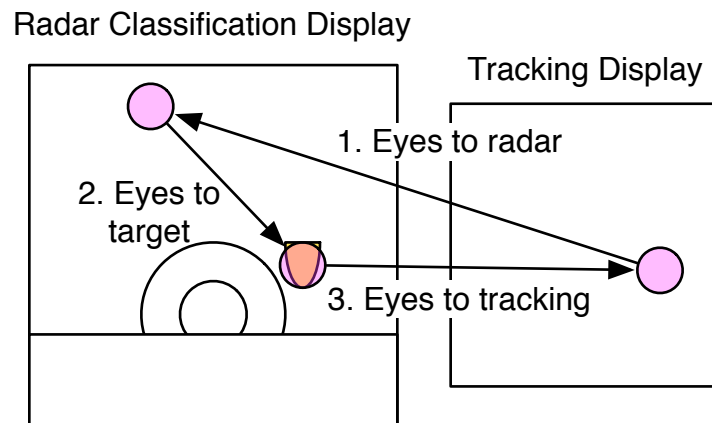 Radar Classification Display
Tracking Display
1. Eyes to radar
2. Eyes to
target
3. Eyes to tracking